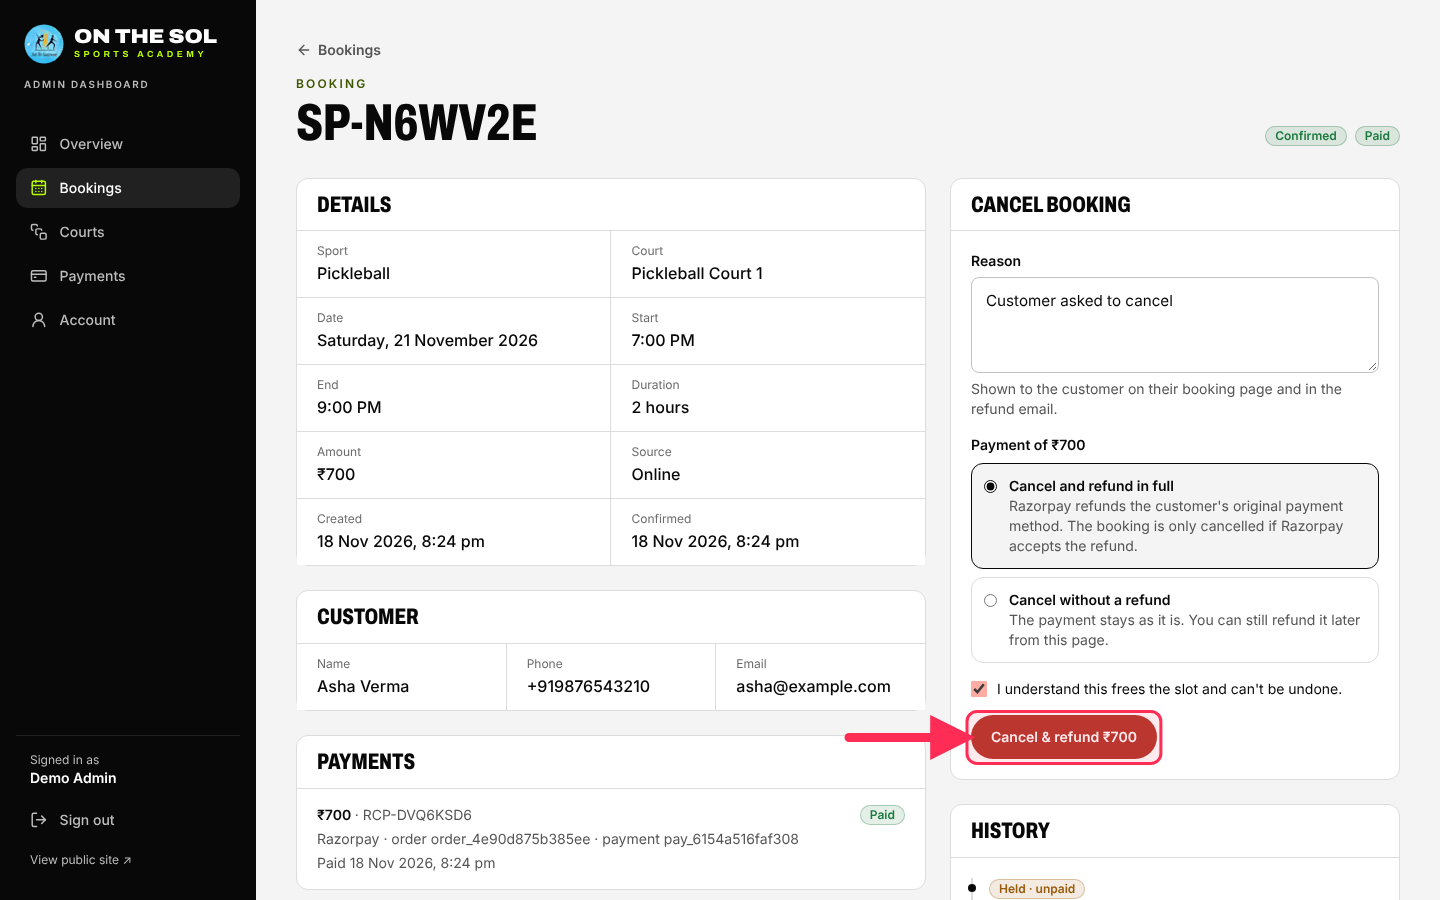 ON THE SOL
SPORTS ACADEMY
ADMIN DASHBOARD
Overview
Bookings
Courts
Payments
Account
Signed in as
Demo Admin
Sign out
View public site ↗
← Bookings
BOOKING
SP-N6WV2E
Confirmed
Paid
DETAILS
Sport
Pickleball
Court
Pickleball Court 1
Date
Saturday, 21 November 2026
Start
7:00 PM
End
9:00 PM
Duration
2 hours
Amount
₹700
Source
Online
Created
18 Nov 2026, 8:24 pm
Confirmed
18 Nov 2026, 8:24 pm
CUSTOMER
Name
Asha Verma
Phone
+919876543210
Email
asha@example.com
PAYMENTS
₹700 · RCP-DVQ6KSD6
Paid
Razorpay · order order_4e90d875b385ee · payment pay_6154a516faf308
Paid 18 Nov 2026, 8:24 pm
CANCEL BOOKING
Reason
Customer asked to cancel
Shown to the customer on their booking page and in the
refund email.
Payment of ₹700
Cancel and refund in full
Razorpay refunds the customer's original payment
method. The booking is only cancelled if Razorpay
accepts the refund.
Cancel without a refund
The payment stays as it is. You can still refund it later
from this page.
I understand this frees the slot and can't be undone.
Cancel & refund ₹700
HISTORY
Held · unpaid